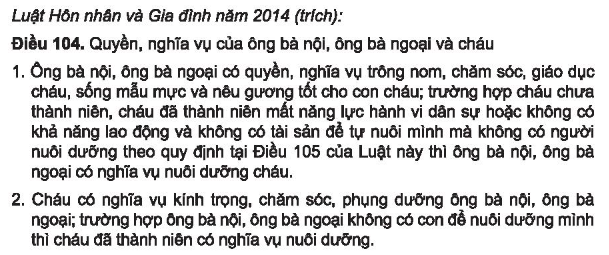 Luật Hôn nhân và Gia đình năm 2014 (trích):
Điều 104. Quyền, nghĩa vụ của ông bà nội, ông bà ngoại và cháu
1. Ông bà nội, ông bà ngoại có quyền, nghĩa vụ trông nom, chăm sóc, giáo dục
cháu, sống mẫu mực và nêu gương tốt cho con cháu; trường hợp cháu chưa
thành niên, cháu đã thành niên mất năng lực hành vi dân sự hoặc không có
khả năng lao động và không có tài sản để tự nuôi mình mà không có người
nuôi dưỡng theo quy định tại Điều 105 của Luật này thì ông bà nội, ông bà
ngoại có nghĩa vụ nuôi dưỡng cháu.
2. Cháu có nghĩa vụ kính trọng, chăm sóc, phụng dưỡng ông bà nội, ông bà
ngoại; trường hợp ông bà nội, ông bà ngoại không có con để nuôi dưỡng mình
thì cháu đã thành niên có nghĩa vụ nuôi dưỡng.